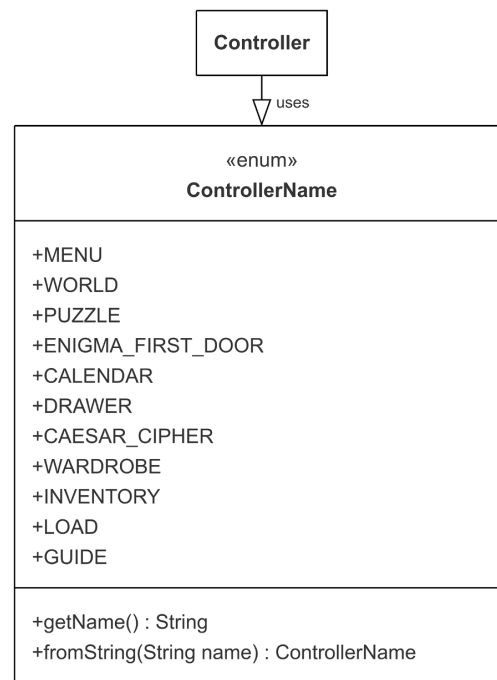 Controller
uses
«enum»
ControllerName
+MENU
+WORLD
+PUZZLE
+ENIGMA_FIRST_DOOR
+CALENDAR
+DRAWER
+CAESAR_CIPHER
+WARDROBE
+INVENTORY
+LOAD
+GUIDE
+getName() : String
+fromString(String name) : ControllerName